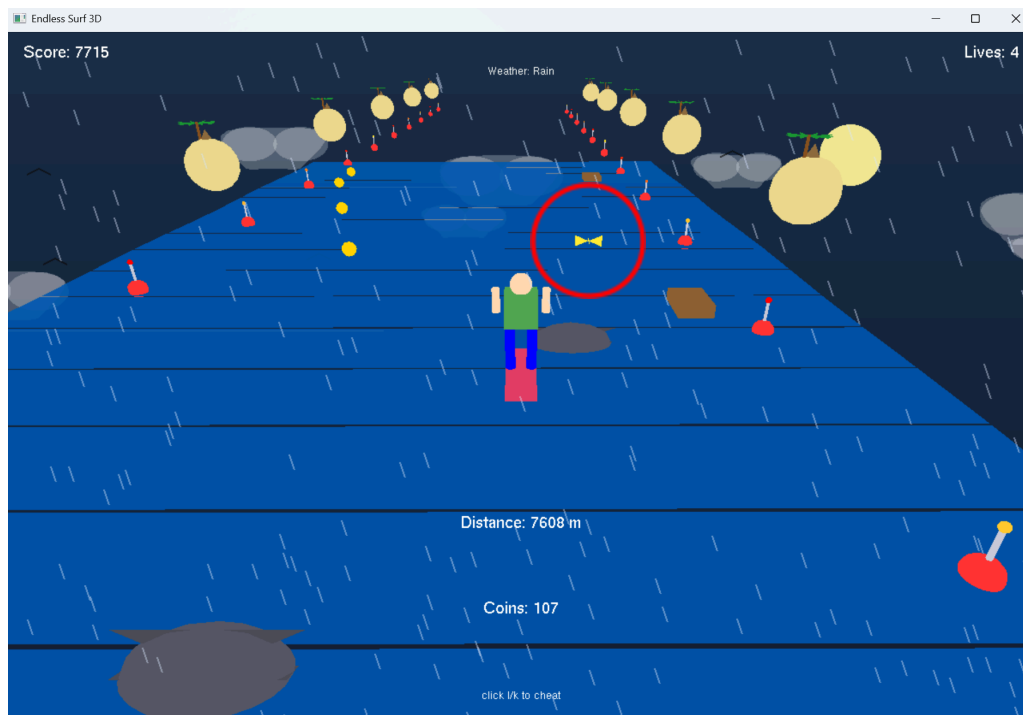 Endless Surf 3D
Score: 7715
Lives: 4
Weather: Rain
Distance: 7608 m
Coins: 107
click l/k to cheat